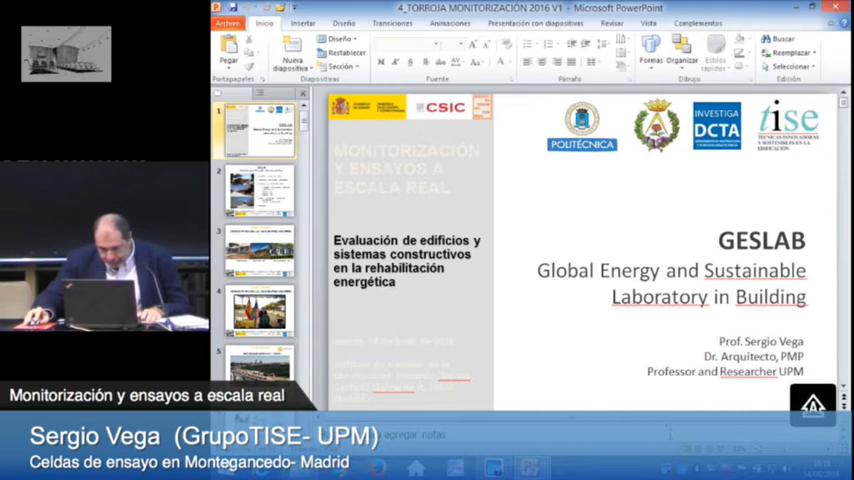 4_TORROJA MONITORIZACIÓN 2016 V1 - Microsoft PowerPoint
Archivo Inicio Insertar Diseño Transiciones Animaciones Presentación con diapositivas Revisar Vista Complementos
Pegar
Nueva diapositiva
Diseño
Restablecer
Sección
Formas
Organizar
Estilos rápidos
Buscar
Reemplazar
Seleccionar
Portapapeles
Diapositivas
Fuente
Párrafo
Dibujo
Edición
1
2
3
4
5
CSIC
POLITÉCNICA
INVESTIGA
DCTA
tise
TÉCNICAS INNOVADORAS
Y SOSTENIBLES EN LA
EDIFICACIÓN
MONITORIZACIÓN
Y ENSAYOS A
ESCALA REAL
Evaluación de edificios y
sistemas constructivos
en la rehabilitación
energética
GESLAB
Global Energy and Sustainable
Laboratory in Building
Prof. Sergio Vega
Dr. Arquitecto, PMP
Professor and Researcher UPM
agregar notas
Monitorización y ensayos a escala real
Sergio Vega (GrupoTISE- UPM)
Celdas de ensayo en Montegancedo- Madrid